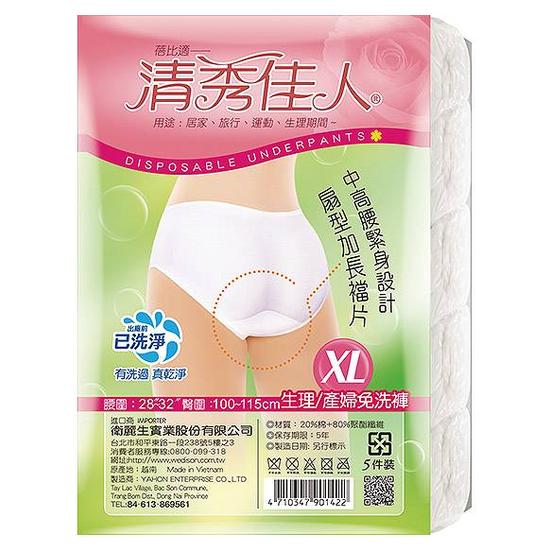 蓓比適
清秀佳人®
用途：居家、旅行、運動、生理期間~
DISPOSABLE UNDERPANTS
中高腰緊身設計
扇型加長襠片
出廠前
已洗淨
有洗過 真乾淨
XL
腰圍：28"~32" 臀圍：100~115cm
生理/產婦免洗褲
進口商 IMPORTER
衛麗生實業股份有限公司
台北市和平東路一段238號5樓之3
消費者服務專線:0800-099-318
網址:http://www.wedison.com.tw
原產地：越南 Made in Vietnam
製造商：YAHON ENTERPRISE CO.,LTD
Tay Lac Village, Bac Son Commune,
Trang Bom Dist., Dong Nai Province
TEL:84-613-869561
◎材質：20%棉+80%聚酯纖維
◎保存期限：5年
◎製造日期：另行標示
5件裝
4 710347 901422